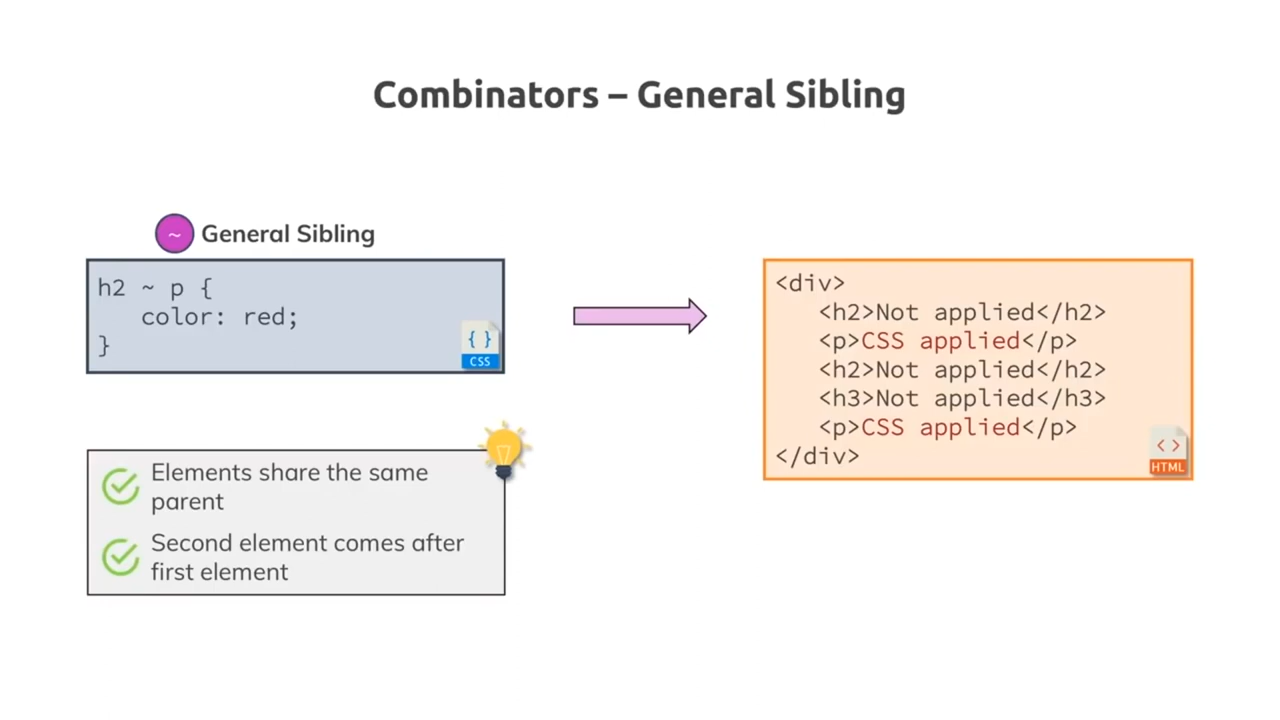 Combinators – General Sibling
~ General Sibling
h2 ~ p {
   color: red;
}
{ }
CSS
Elements share the same
parent
Second element comes after
first element
<div>
   <h2>Not applied</h2>
   <p>CSS applied</p>
   <h2>Not applied</h2>
   <h3>Not applied</h3>
   <p>CSS applied</p>
</div>
< >
HTML